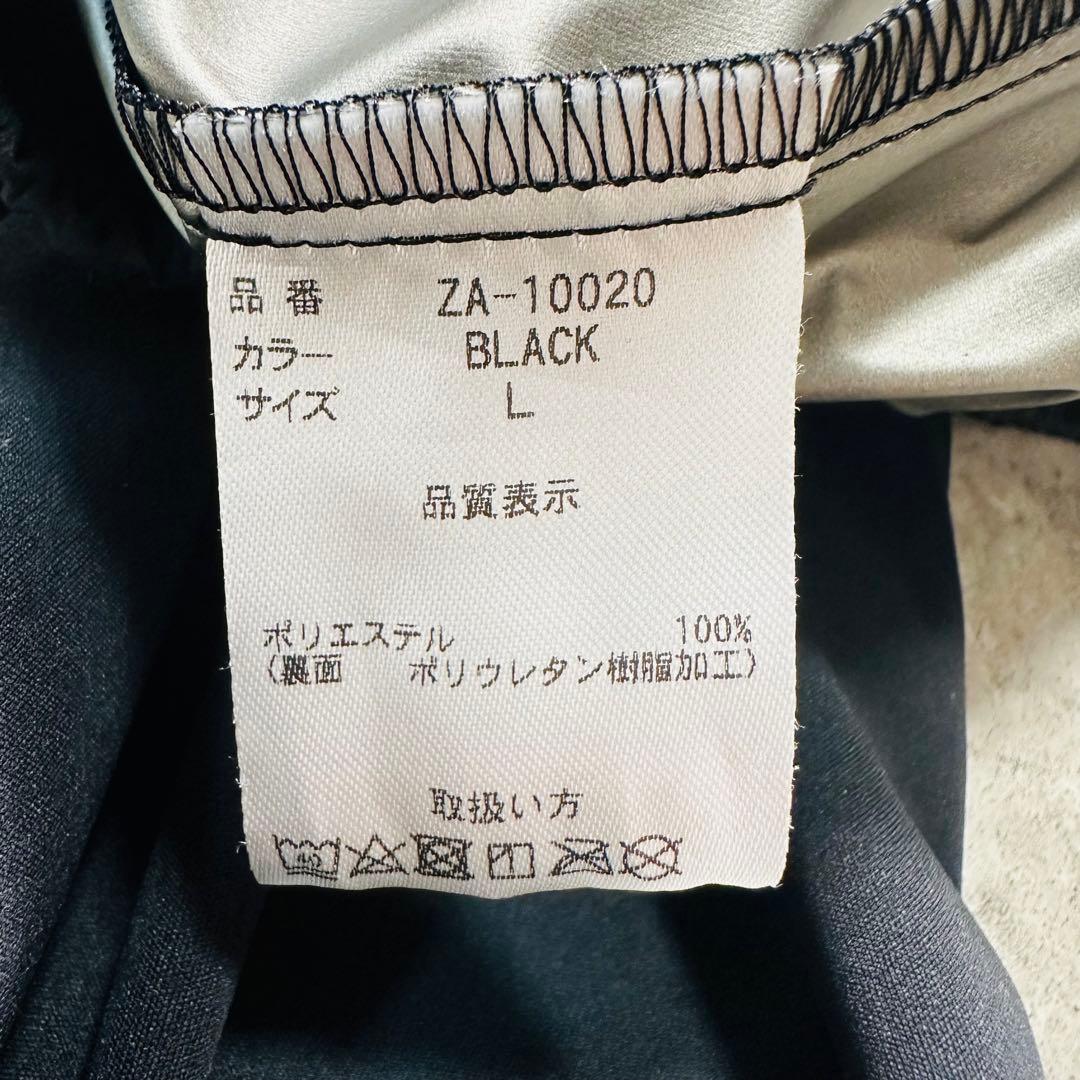 品番 ZA-10020
カラー BLACK
サイズ L
品質表示
ポリエステル 100%
(裏面 ポリウレタン樹脂加工)
取扱い方
40